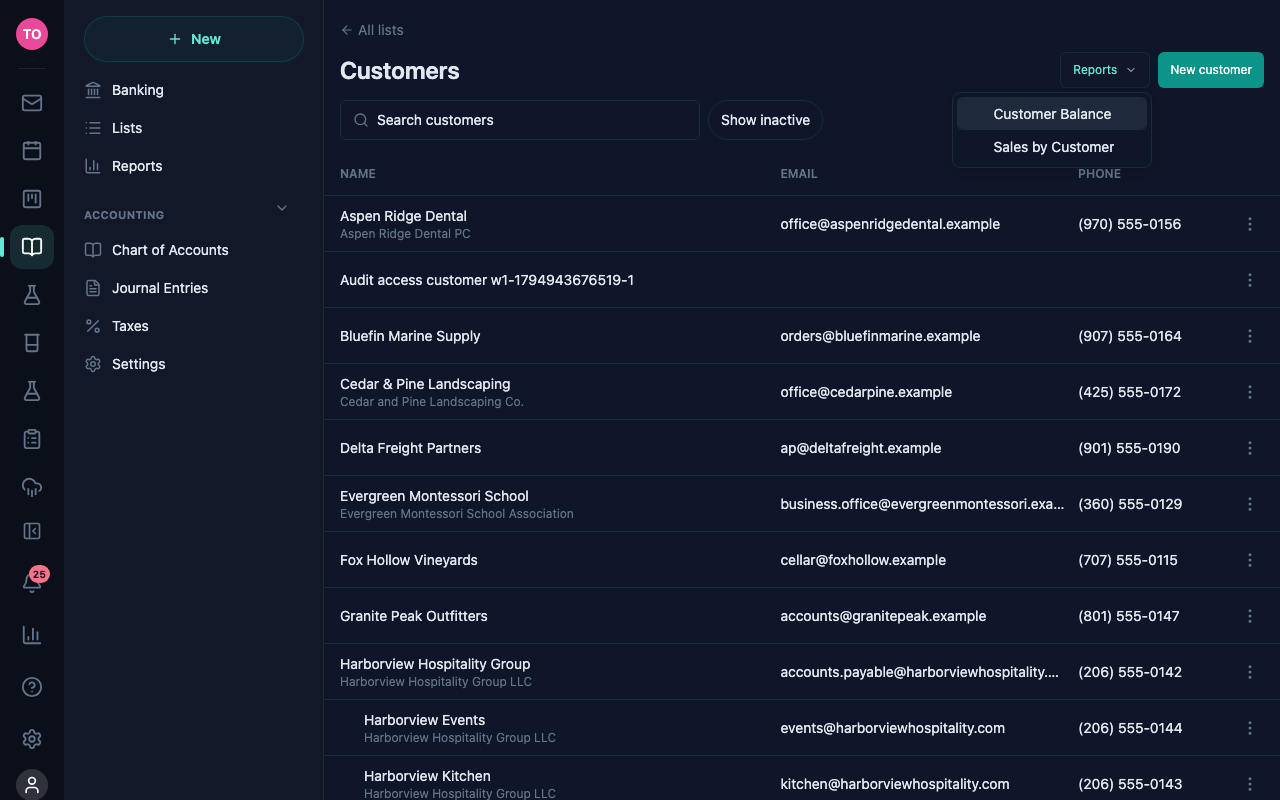 TO
25
New
Banking
Lists
Reports
ACCOUNTING
Chart of Accounts
Journal Entries
Taxes
Settings
All lists
Customers
Reports
New customer
Search customers
Show inactive
Customer Balance
Sales by Customer
NAME EMAIL PHONE
Aspen Ridge Dental office@aspenridgedental.example (970) 555-0156
Aspen Ridge Dental PC
Audit access customer w1-1794943676519-1
Bluefin Marine Supply orders@bluefinmarine.example (907) 555-0164
Cedar & Pine Landscaping office@cedarpine.example (425) 555-0172
Cedar and Pine Landscaping Co.
Delta Freight Partners ap@deltafreight.example (901) 555-0190
Evergreen Montessori School business.office@evergreenmontessori.exa... (360) 555-0129
Evergreen Montessori School Association
Fox Hollow Vineyards cellar@foxhollow.example (707) 555-0115
Granite Peak Outfitters accounts@granitepeak.example (801) 555-0147
Harborview Hospitality Group accounts.payable@harborviewhospitality.... (206) 555-0142
Harborview Hospitality Group LLC
Harborview Events events@harborviewhospitality.com (206) 555-0144
Harborview Hospitality Group LLC
Harborview Kitchen kitchen@harborviewhospitality.com (206) 555-0143
Harborview Hospitality Group LLC